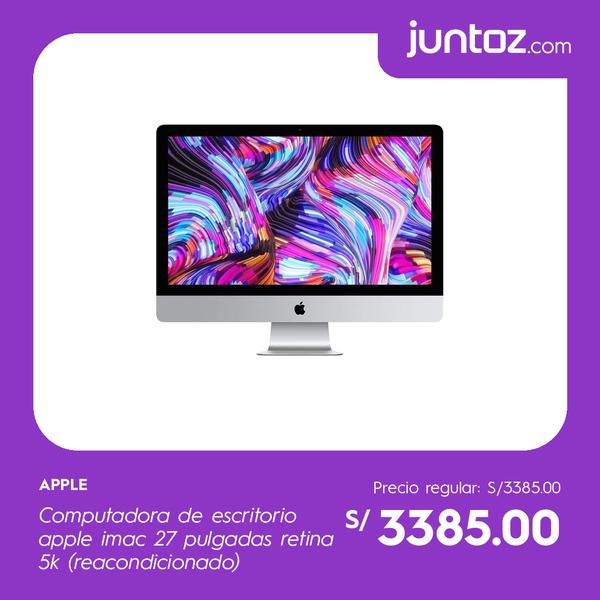 juntoz.com
APPLE
Computadora de escritorio
apple imac 27 pulgadas retina
5k (reacondicionado)
Precio regular: S/3385.00
S/ 3385.00